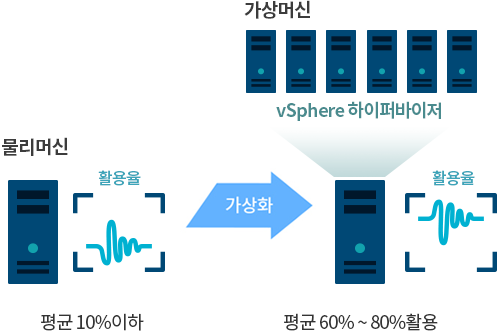 가상머신
vSphere 하이퍼바이저
물리머신
활용율
가상화
활용율
평균 10%이하
평균 60% ~ 80%활용